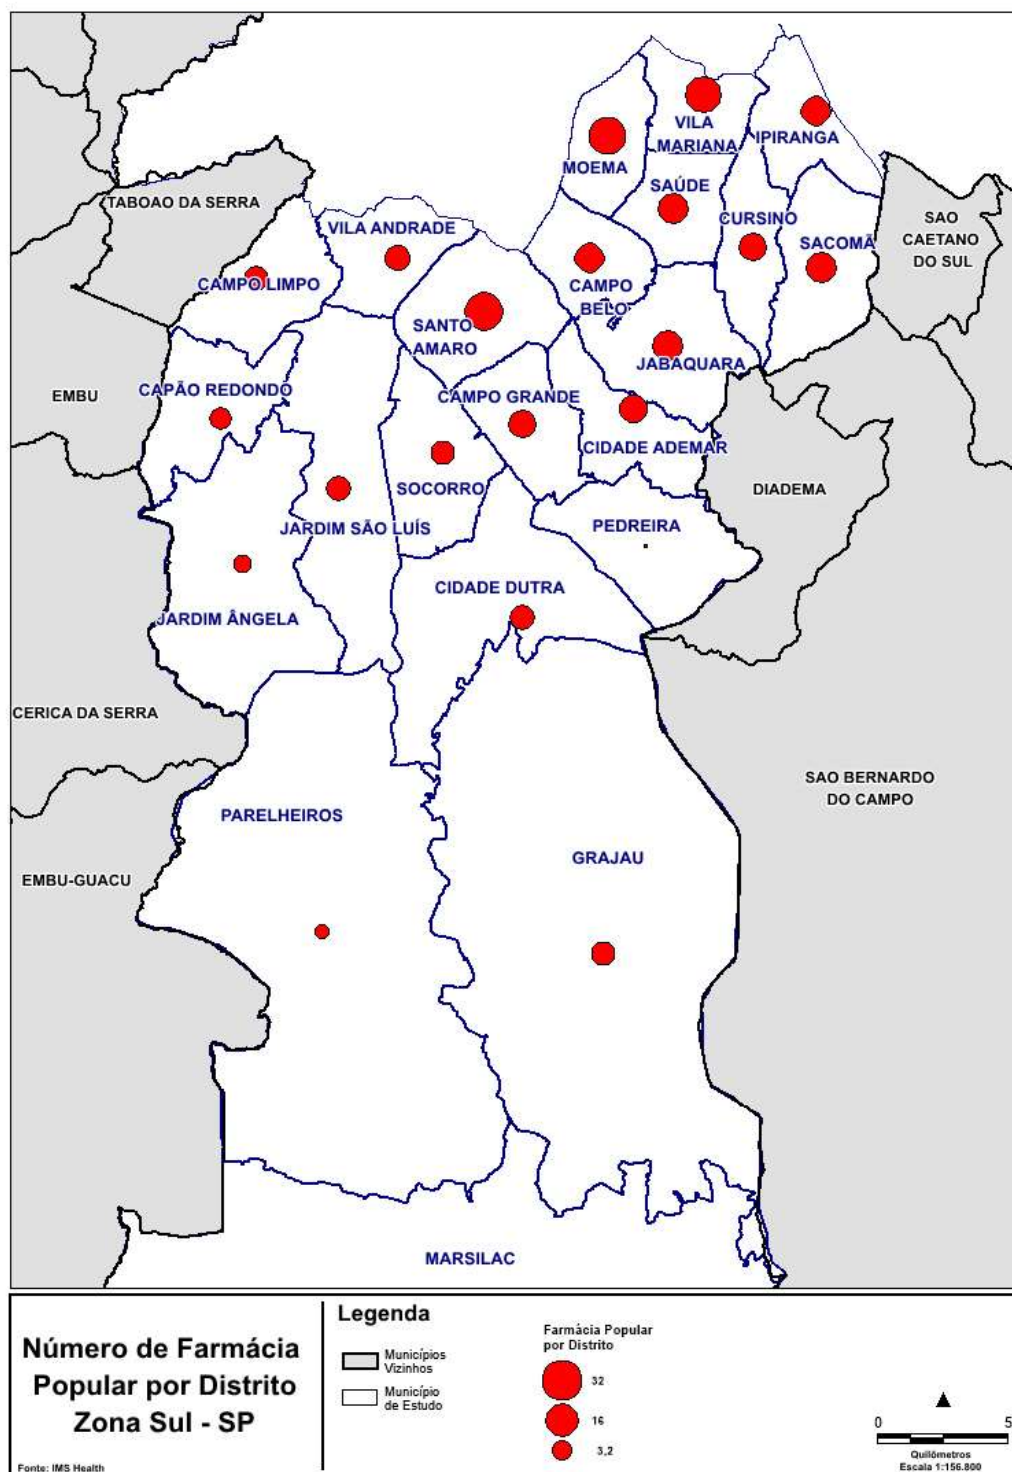 VILA
MARIANA
IPIRANGA
MOEMA
TABOAO DA SERRA
SAÚDE
CURSINO
SAO
CAETANO
DO SUL
VILA ANDRADE
SACOMÃ
CAMPO LIMPO
CAMPO
BELO
SANTO
AMARO
JABAQUARA
EMBU
CAPÃO REDONDO
CAMPO GRANDE
CIDADE ADEMAR
SOCORRO
DIADEMA
JARDIM SÃO LUÍS
PEDREIRA
CIDADE DUTRA
JARDIM ÂNGELA
CERICA DA SERRA
SAO BERNARDO
DO CAMPO
PARELHEIROS
GRAJAU
EMBU-GUACU
MARSILAC
Número de Farmácia
Popular por Distrito
Zona Sul - SP
Fonte: IMS Health
Legenda
Municípios
Vizinhos
Município
de Estudo
Farmácia Popular
por Distrito
32
16
3,2
0 5
Quilômetros
Escala 1:156.800